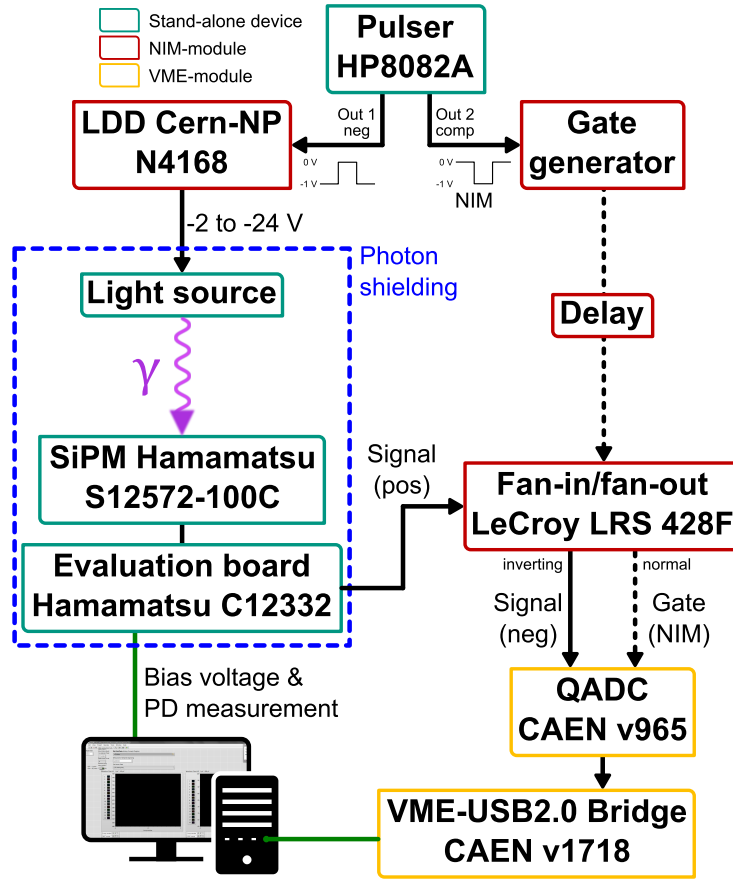 Stand-alone device
NIM-module
VME-module
Pulser
HP8082A
Out 1
neg
Out 2
comp
LDD Cern-NP
N4168
0 V
-1 V
0 V
-1 V
NIM
Gate
generator
-2 to -24 V
Photon
shielding
Light source
γ
Delay
SiPM Hamamatsu
S12572-100C
Signal
(pos)
Fan-in/fan-out
LeCroy LRS 428F
Evaluation board
Hamamatsu C12332
inverting
normal
Signal
(neg)
Gate
(NIM)
Bias voltage &
PD measurement
QADC
CAEN v965
VME-USB2.0 Bridge
CAEN v1718